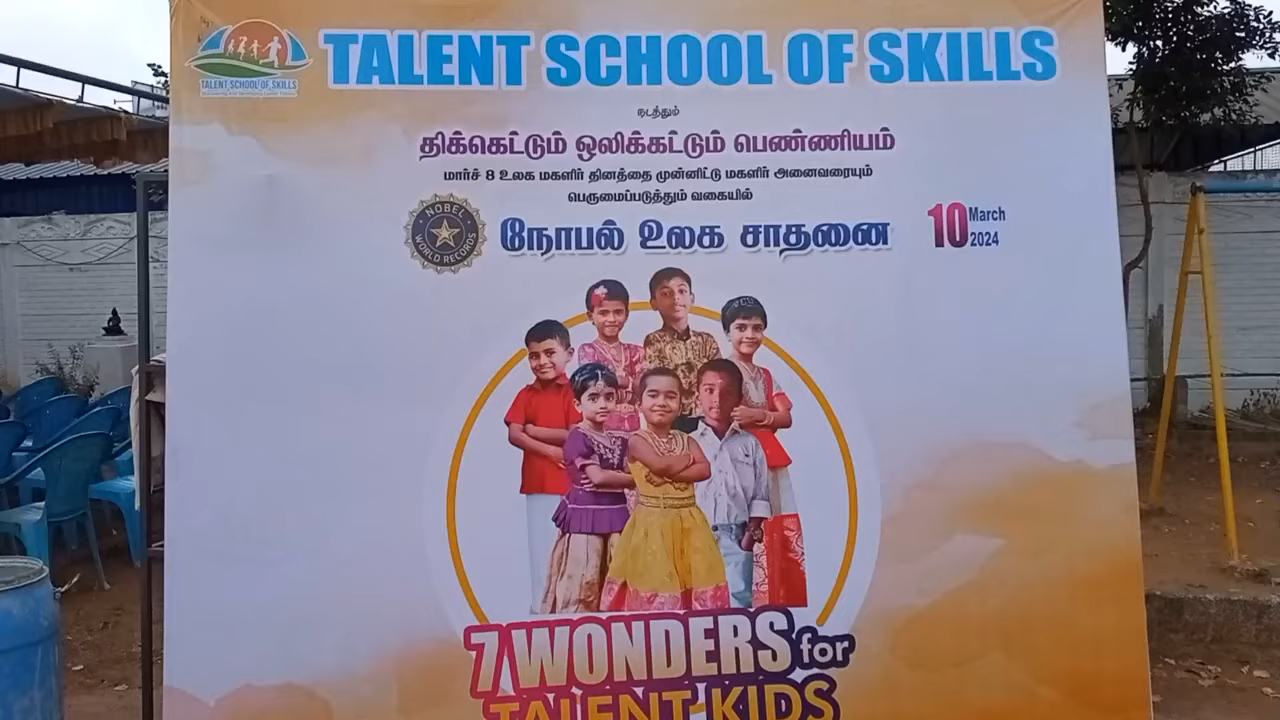 TALENT SCHOOL OF SKILLS
TALENT SCHOOL OF SKILLS
நடத்தும்
திக்கெட்டும் ஒலிக்கட்டும் பெண்ணியம்
மார்ச் 8 உலக மகளிர் தினத்தை முன்னிட்டு மகளிர் அனைவரையும்
பெருமைப்படுத்தும் வகையில்
NOBEL WORLD RECORDS
நோபல் உலக சாதனை
10 March 2024
7 WONDERS for
TALENT KIDS